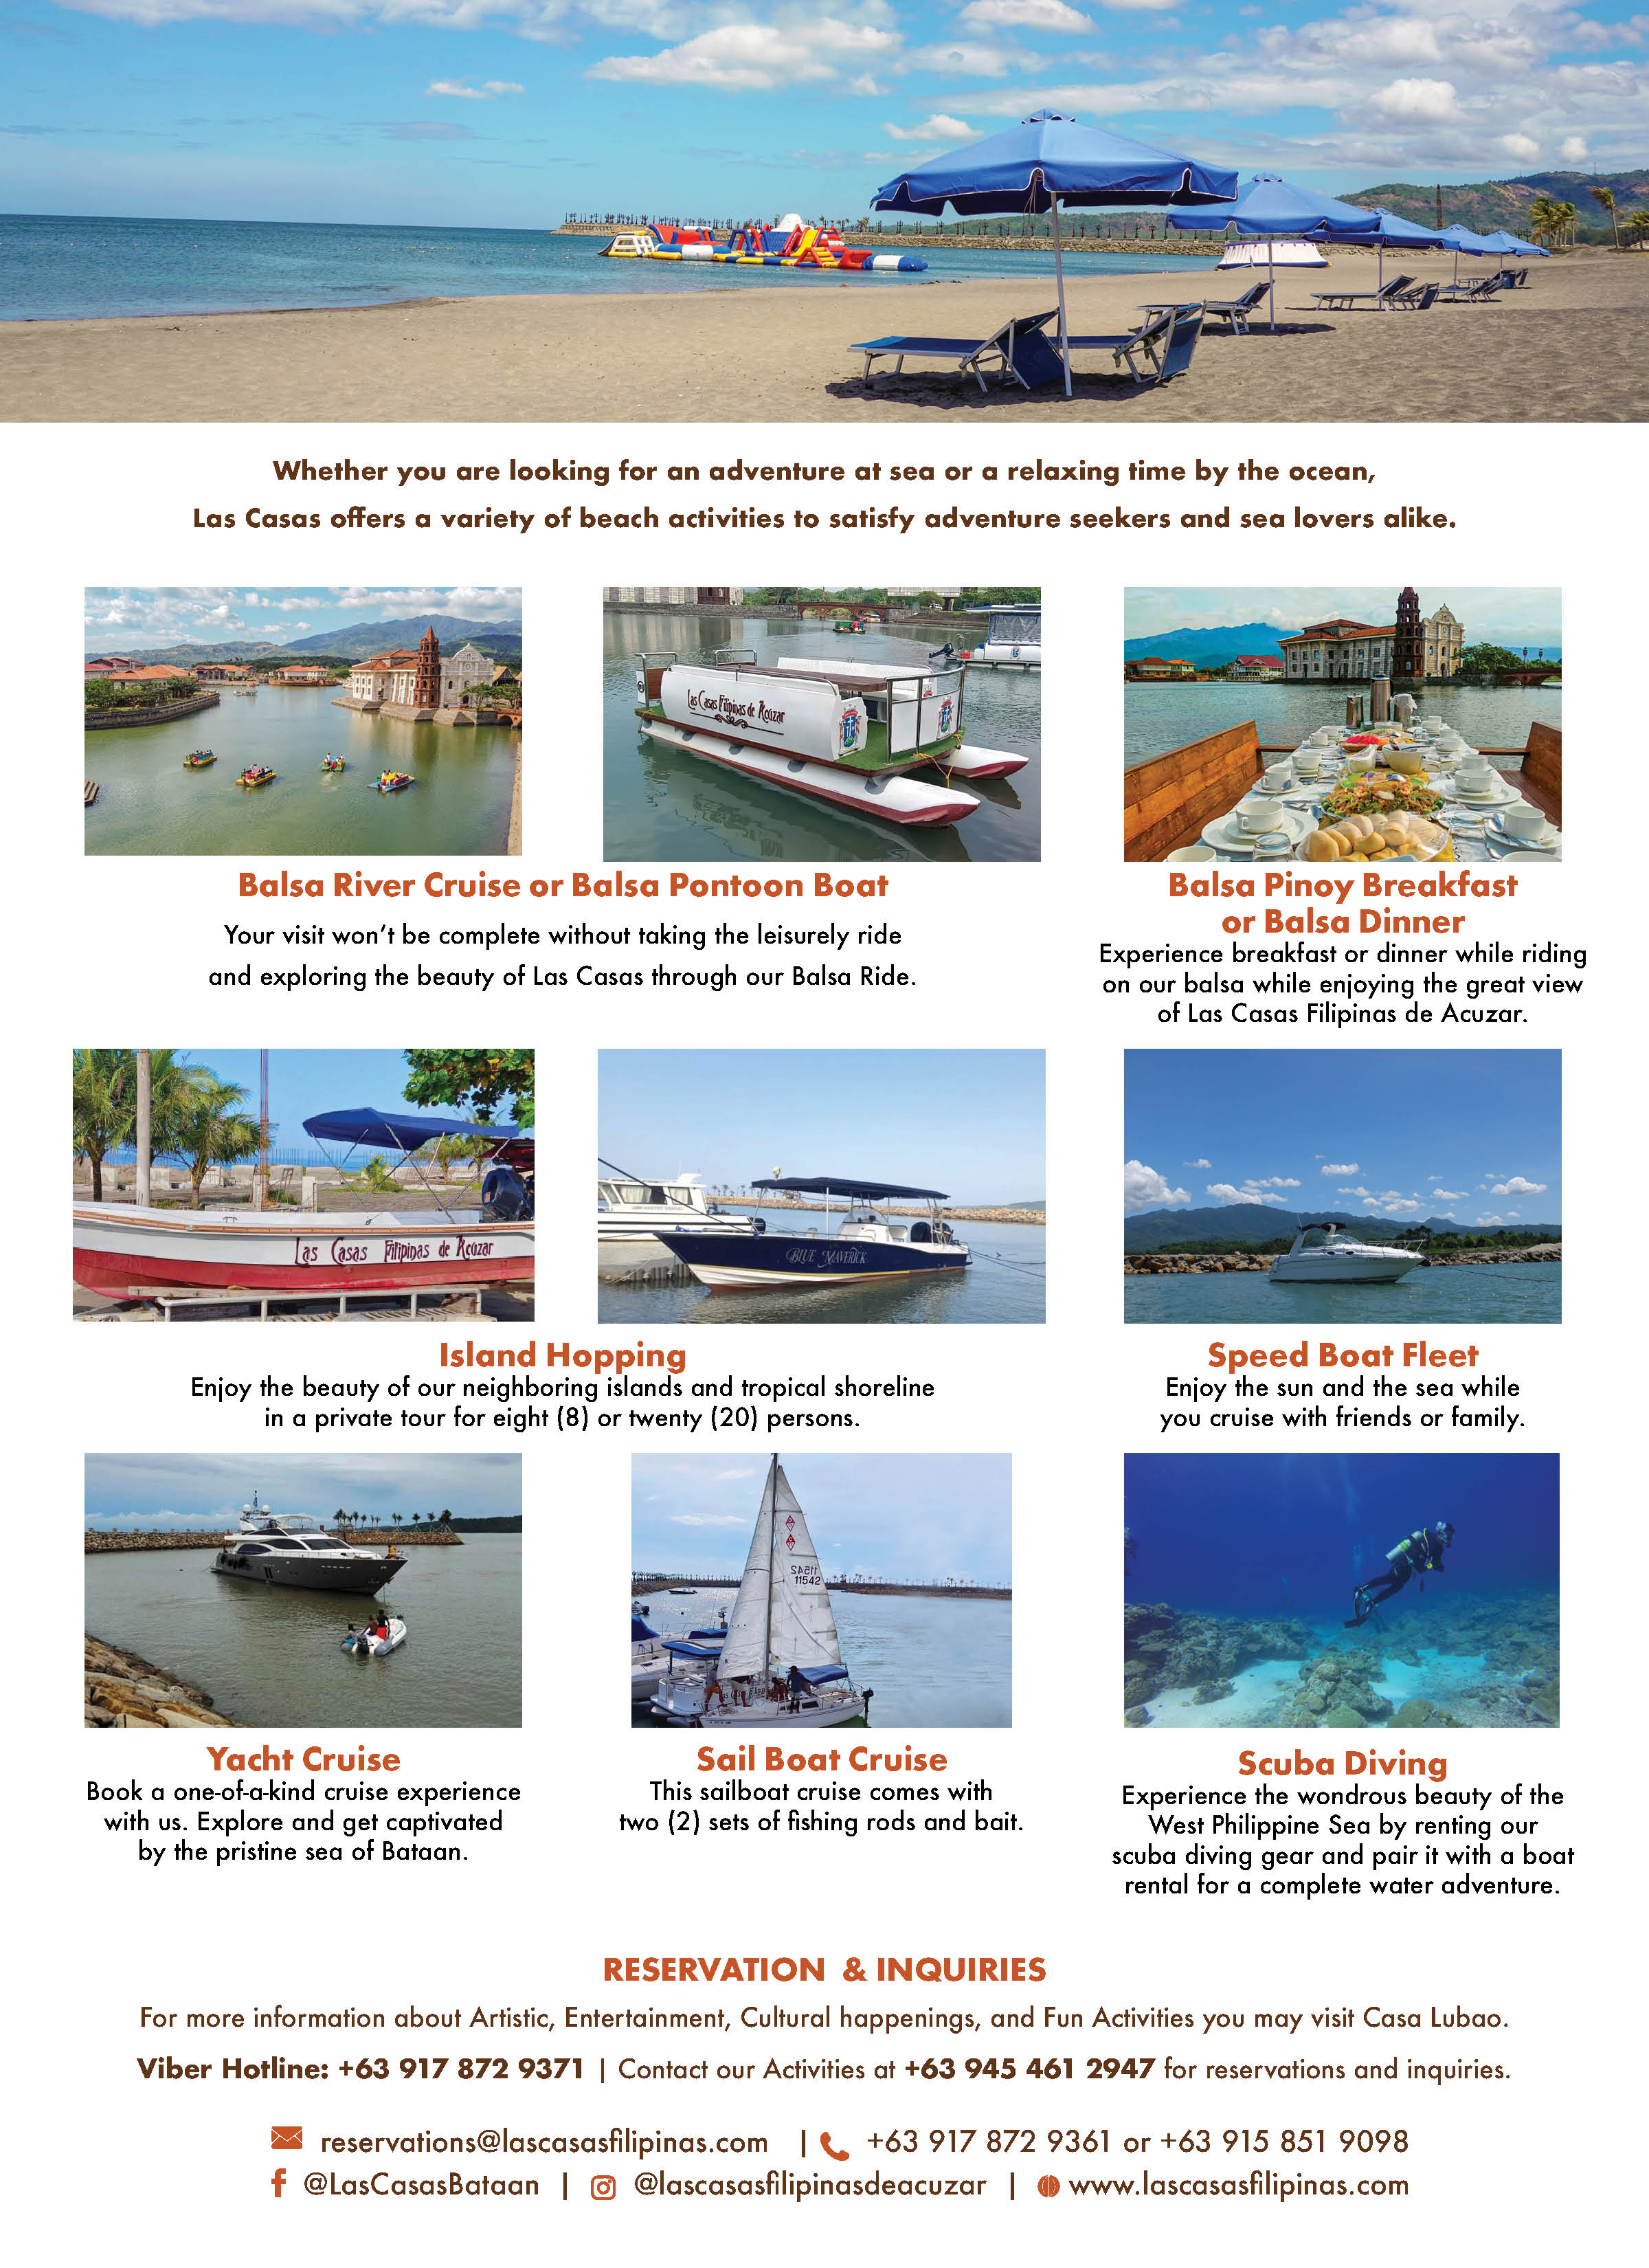 Whether you are looking for an adventure at sea or a relaxing time by the ocean,
Las Casas offers a variety of beach activities to satisfy adventure seekers and sea lovers alike.
Las Casas Filipinas de Acuzar
Balsa River Cruise or Balsa Pontoon Boat
Your visit won't be complete without taking the leisurely ride
and exploring the beauty of Las Casas through our Balsa Ride.
Balsa Pinoy Breakfast
or Balsa Dinner
Experience breakfast or dinner while riding
on our balsa while enjoying the great view
of Las Casas Filipinas de Acuzar.
Las Casas Filipinas de Acuzar
BLUE MAVERICK
Island Hopping
Enjoy the beauty of our neighboring islands and tropical shoreline
in a private tour for eight (8) or twenty (20) persons.
Speed Boat Fleet
Enjoy the sun and the sea while
you cruise with friends or family.
11542
Yacht Cruise
Book a one-of-a-kind cruise experience
with us. Explore and get captivated
by the pristine sea of Bataan.
Sail Boat Cruise
This sailboat cruise comes with
two (2) sets of fishing rods and bait.
Scuba Diving
Experience the wondrous beauty of the
West Philippine Sea by renting our
scuba diving gear and pair it with a boat
rental for a complete water adventure.
RESERVATION & INQUIRIES
For more information about Artistic, Entertainment, Cultural happenings, and Fun Activities you may visit Casa Lubao.
Viber Hotline: +63 917 872 9371 | Contact our Activities at +63 945 461 2947 for reservations and inquiries.
reservations@lascasasfilipinas.com | +63 917 872 9361 or +63 915 851 9098
@LasCasasBataan | @lascasasfilipinasdeacuzar | www.lascasasfilipinas.com